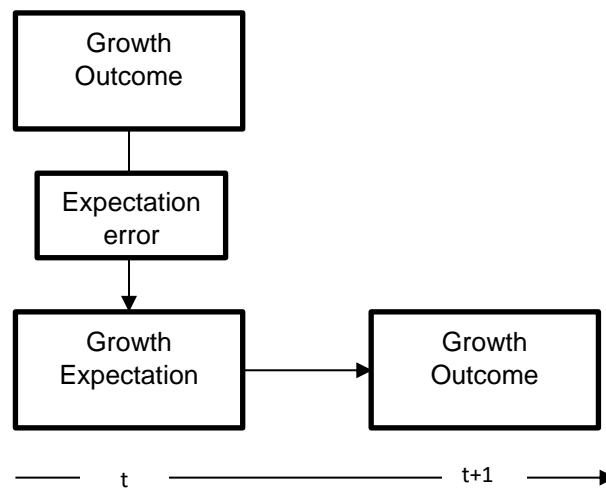 Growth
Outcome
Expectation
error
Growth
Expectation
Growth
Outcome
t
t+1